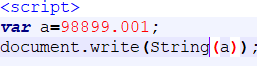 <script>
var a=98899.001;
document.write(String(a));